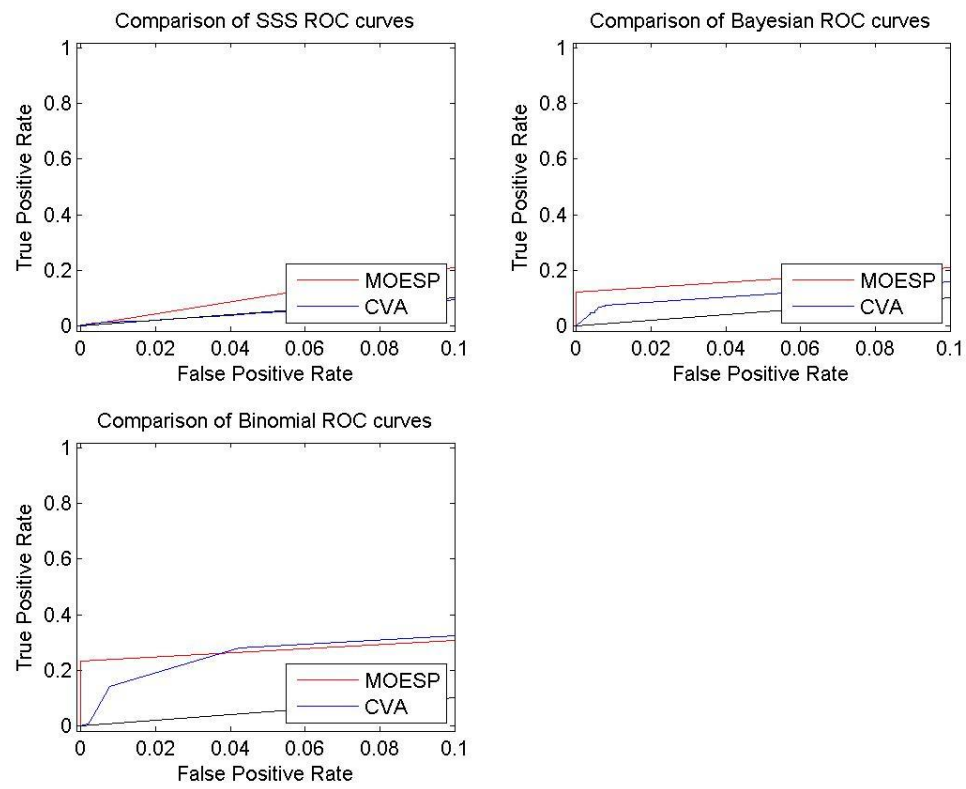 Comparison of SSS ROC curves
1
0.8
0.6
0.4
0.2
0
True Positive Rate
MOESP
CVA
0 0.02 0.04 0.06 0.08 0.1
False Positive Rate
Comparison of Bayesian ROC curves
1
0.8
0.6
0.4
0.2
0
True Positive Rate
MOESP
CVA
0 0.02 0.04 0.06 0.08 0.1
False Positive Rate
Comparison of Binomial ROC curves
1
0.8
0.6
0.4
0.2
0
True Positive Rate
MOESP
CVA
0 0.02 0.04 0.06 0.08 0.1
False Positive Rate